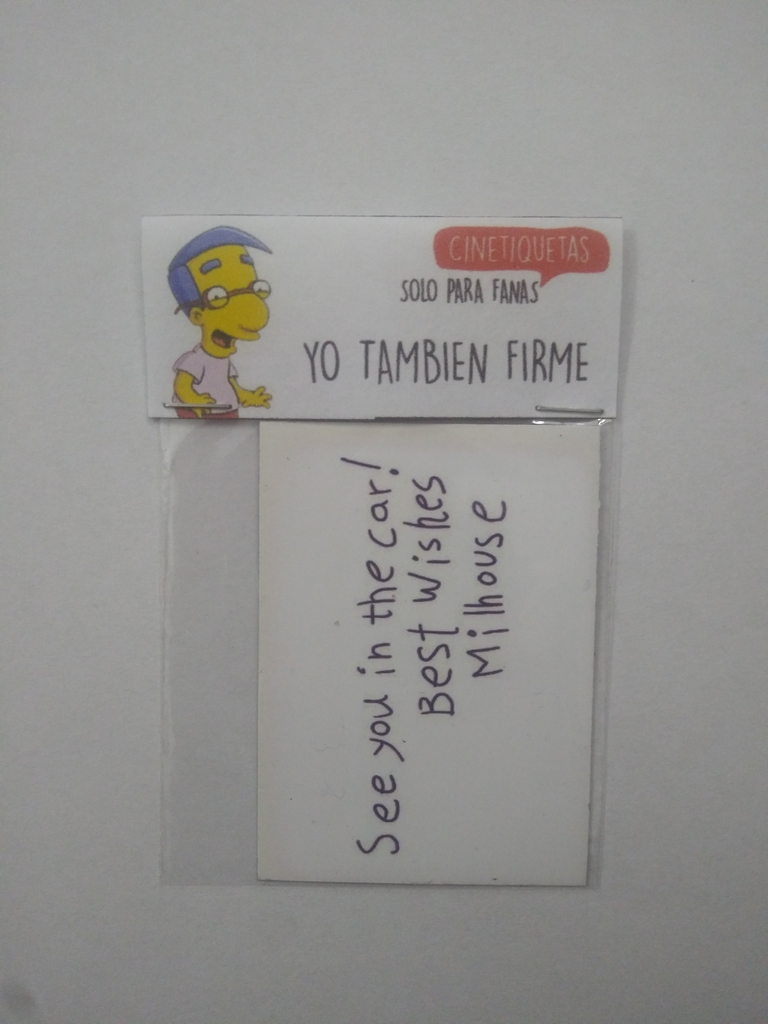 CINETIQUETAS
SOLO PARA FANAS
YO TAMBIEN FIRME
See you in the car!
Best Wishes
Milhouse